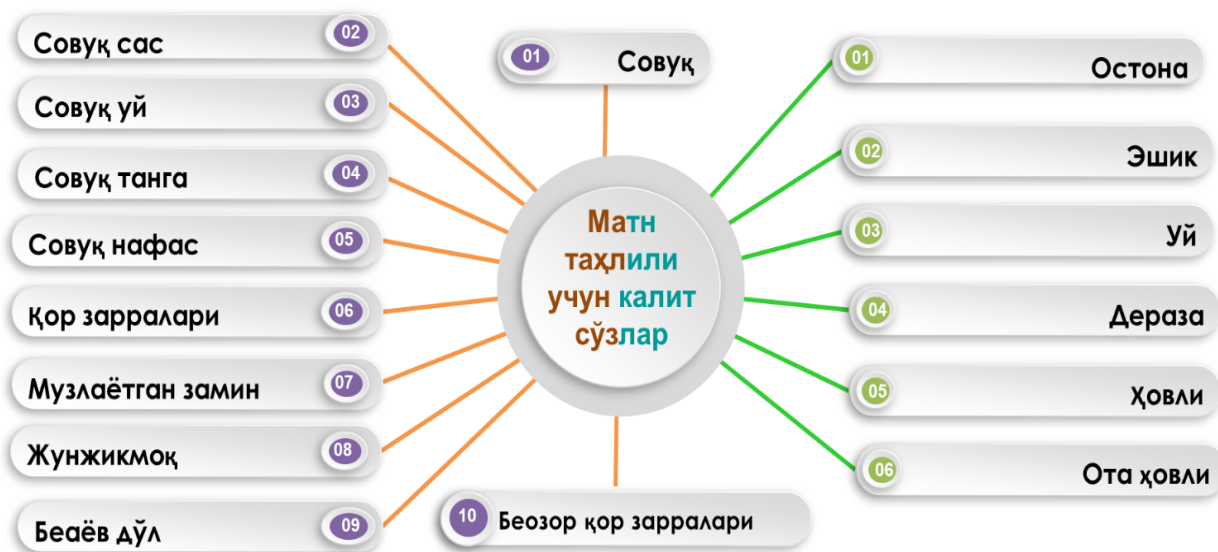 01 Совуқ
Совуқ сас 02
Совуқ уй 03
Совуқ танга 04
Совуқ нафас 05
Қор зарралари 06
Музлаётган замин 07
Жунжикмоқ 08
Беаёв дўл 09
10 Беозор қор зарралари
Матн
таҳлили
учун калит
сўзлар
01 Остона
02 Эшик
03 Уй
04 Дераза
05 Ҳовли
06 Ота ҳовли